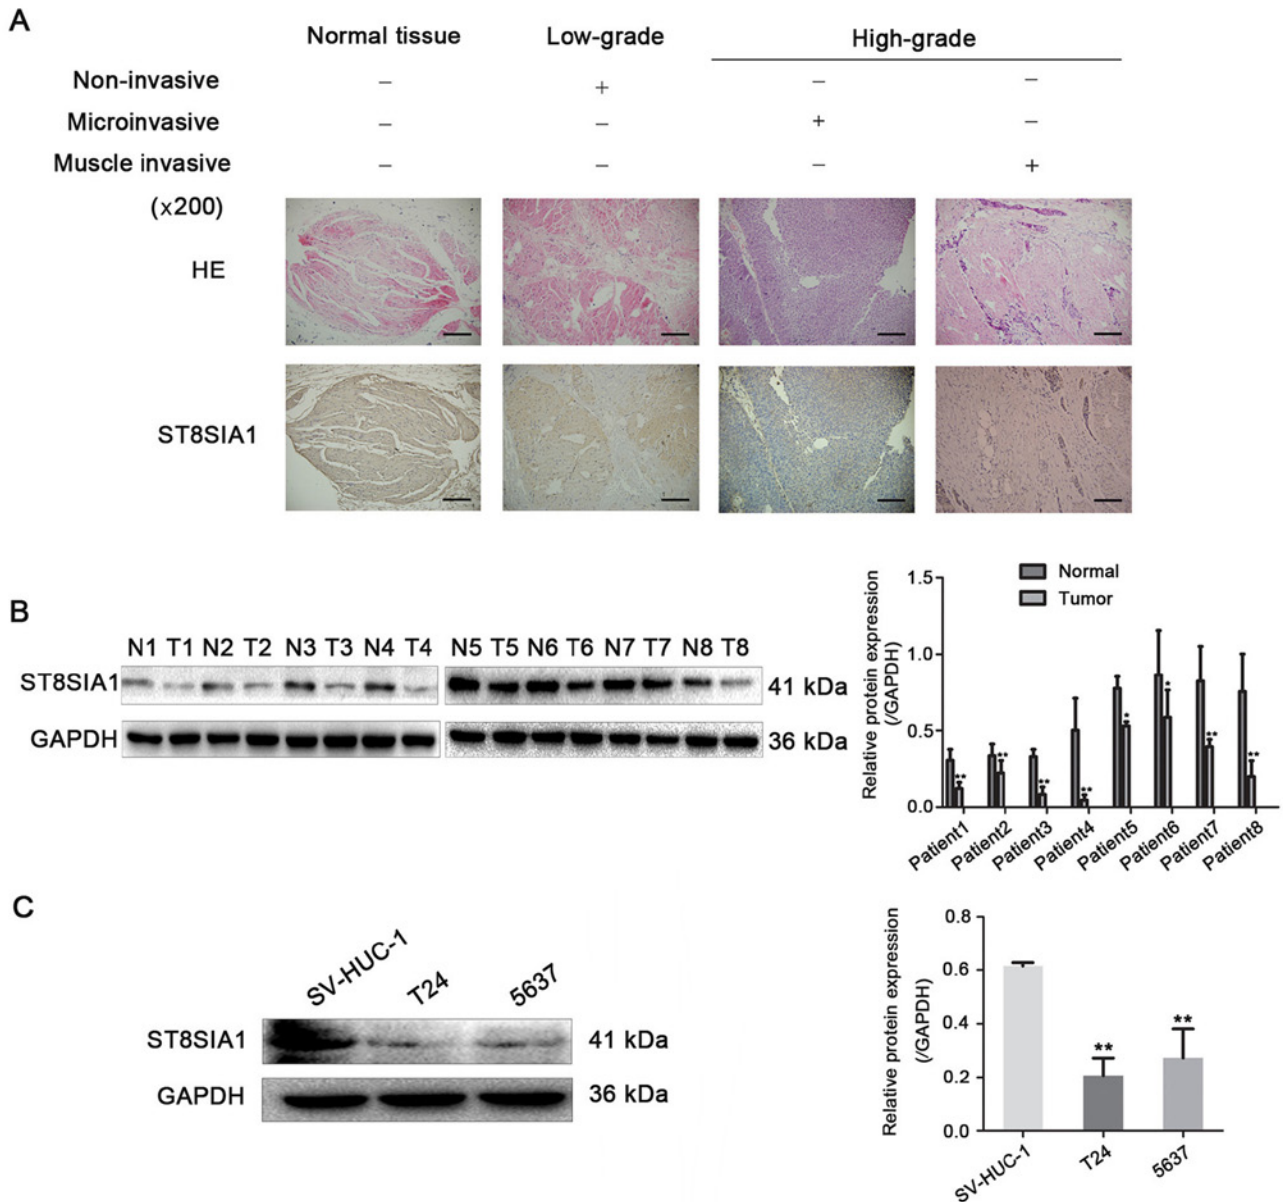 A
Normal tissue Low-grade High-grade
Non-invasive − + − −
Microinvasive − − + −
Muscle invasive − − − +
(x200)
HE
ST8SIA1
B
N1 T1 N2 T2 N3 T3 N4 T4 N5 T5 N6 T6 N7 T7 N8 T8
ST8SIA1 41 kDa
GAPDH 36 kDa
Relative protein expression
(/GAPDH)
1.5
1.0
0.5
0.0
Normal
Tumor
** ** ** ** * * ** **
Patient1 Patient2 Patient3 Patient4 Patient5 Patient6 Patient7 Patient8
C
SV-HUC-1 T24 5637
ST8SIA1 41 kDa
GAPDH 36 kDa
Relative protein expression
(/GAPDH)
0.8
0.6
0.4
0.2
0.0
** **
SV-HUC-1 T24 5637